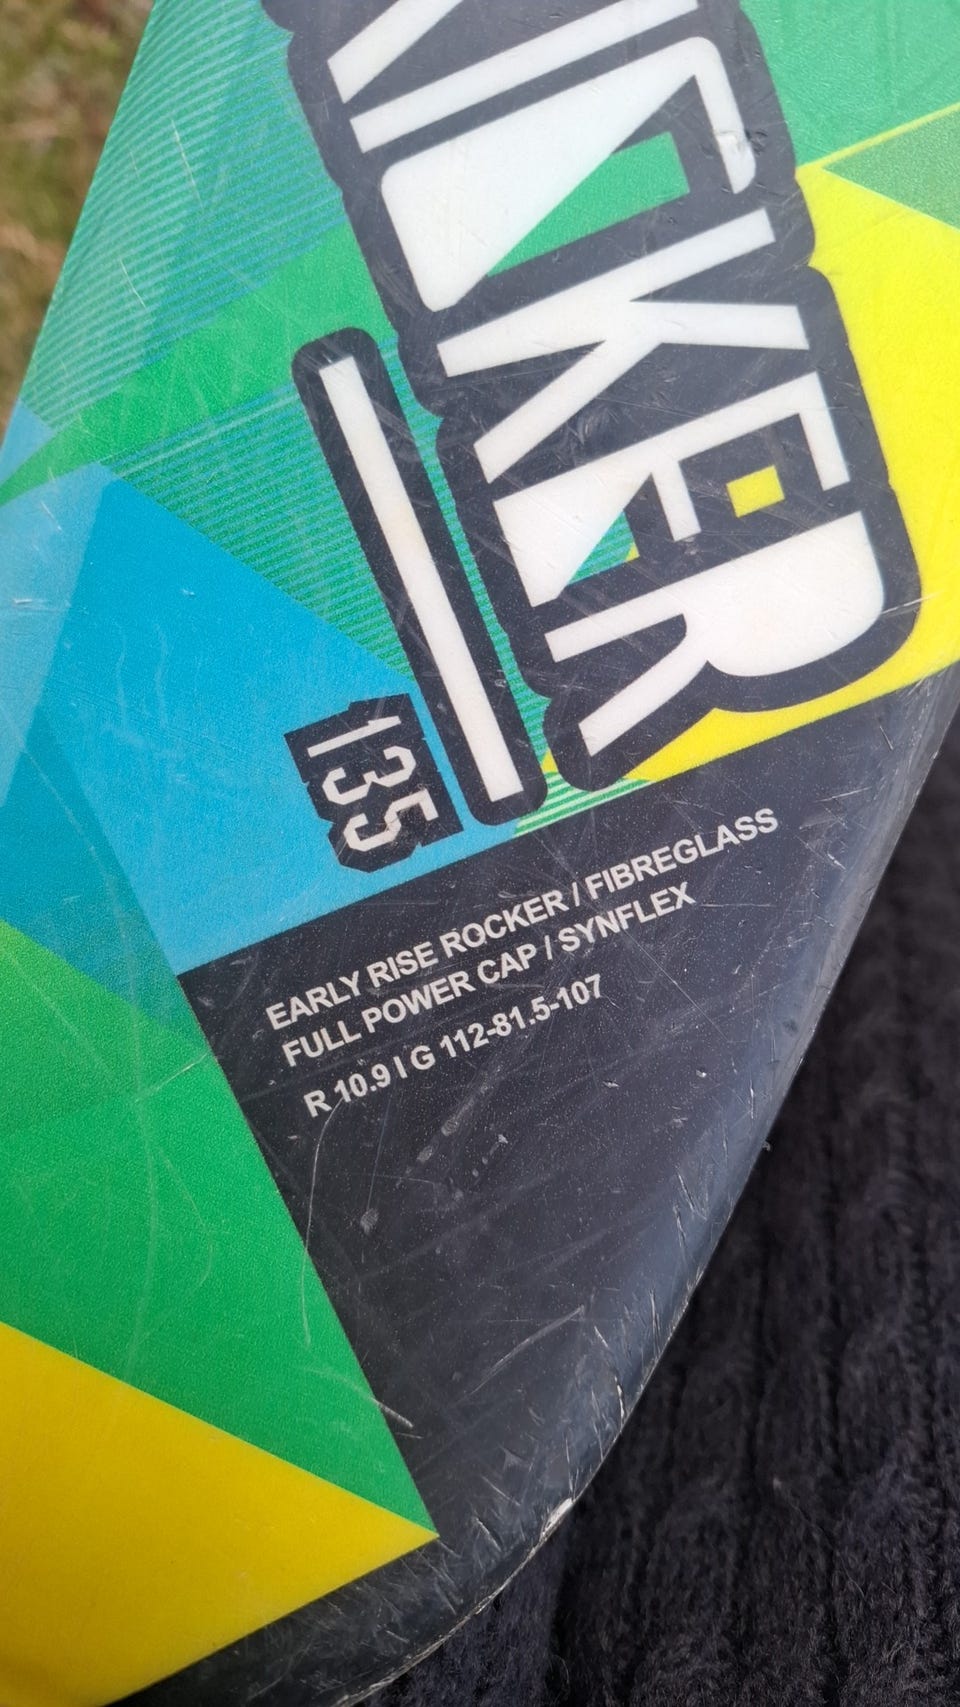 135
EARLY RISE ROCKER / FIBREGLASS
FULL POWER CAP / SYNFLEX
R 10.9 I G 112-81.5-107